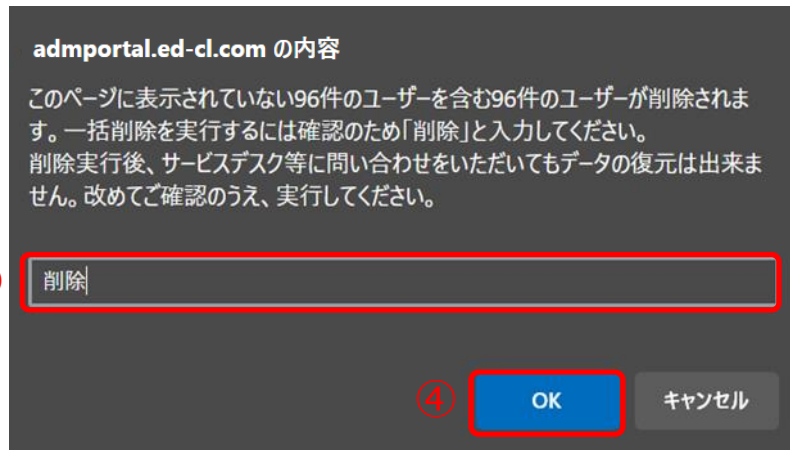 admportal.ed-cl.com の内容
このページに表示されていない96件のユーザーを含む96件のユーザーが削除されま
す。一括削除を実行するには確認のため「削除」と入力してください。
削除実行後、サービスデスク等に問い合わせをいただいてもデータの復元は出来ま
せん。改めてご確認のうえ、実行してください。
削除
④ OK キャンセル